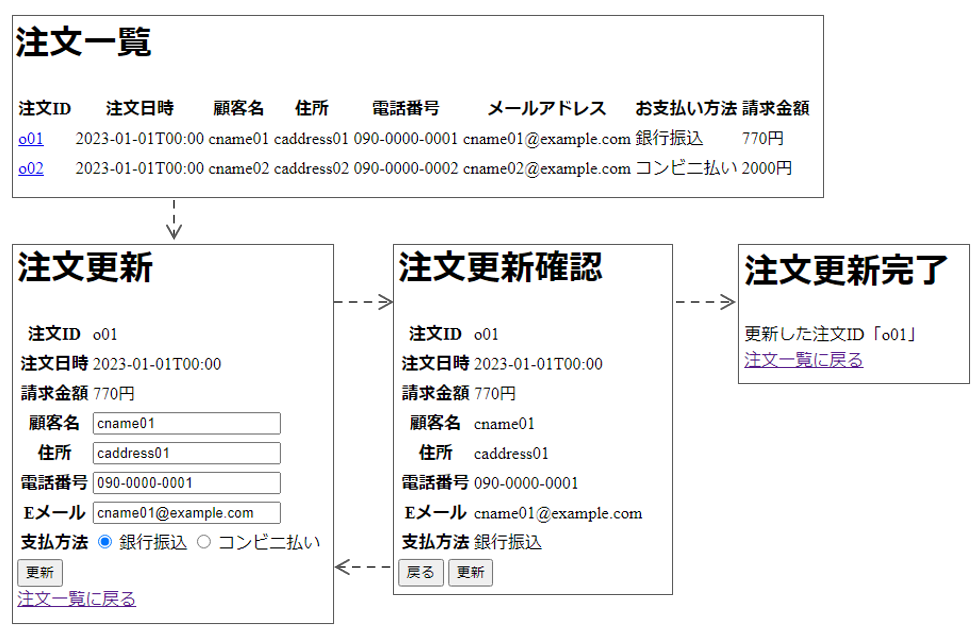 注文一覧
注文ID 注文日時 顧客名 住所 電話番号 メールアドレス お支払い方法 請求金額
o01 2023-01-01T00:00 cname01 caddress01 090-0000-0001 cname01@example.com 銀行振込 770円
o02 2023-01-01T00:00 cname02 caddress02 090-0000-0002 cname02@example.com コンビニ払い 2000円
注文更新
注文ID o01
注文日時 2023-01-01T00:00
請求金額 770円
顧客名 cname01
住所 caddress01
電話番号 090-0000-0001
Eメール cname01@example.com
支払方法 銀行振込 コンビニ払い
更新
注文一覧に戻る
注文更新確認
注文ID o01
注文日時 2023-01-01T00:00
請求金額 770円
顧客名 cname01
住所 caddress01
電話番号 090-0000-0001
Eメール cname01@example.com
支払方法 銀行振込
戻る 更新
注文更新完了
更新した注文ID「o01」
注文一覧に戻る